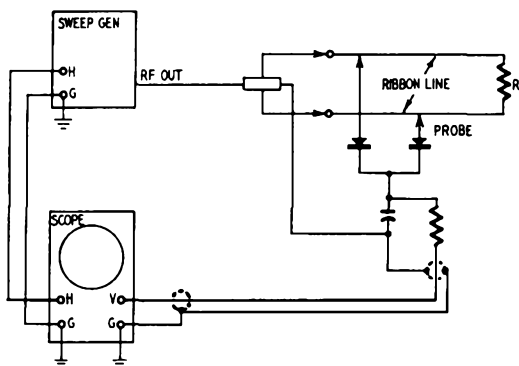 SWEEP GEN
H
G
RF OUT
RIBBON LINE
R
PROBE
SCOPE
H
V
G
G